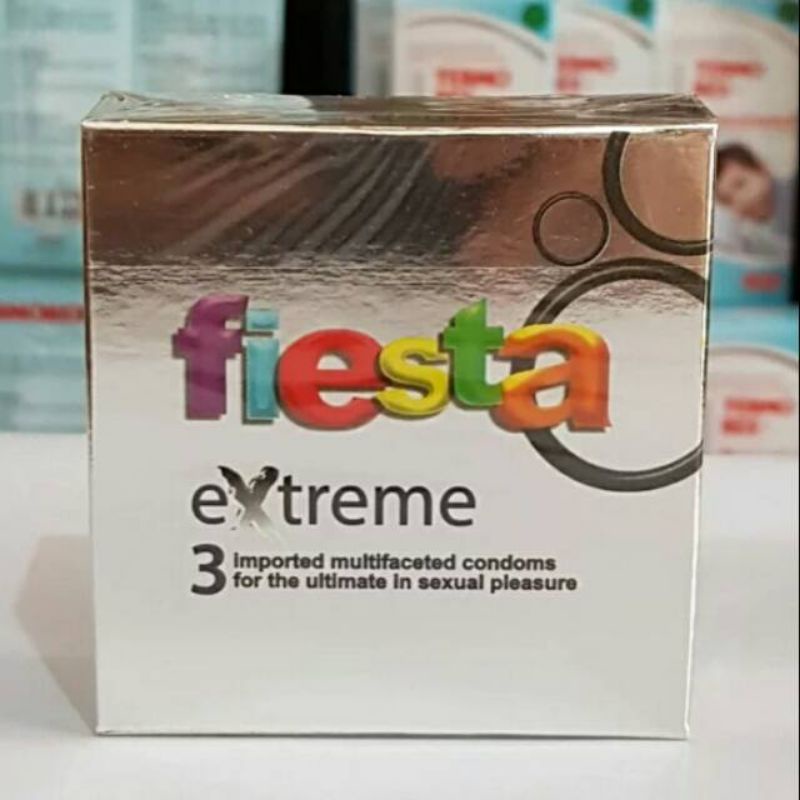 fiesta
eXtreme
3 imported multifaceted condoms
for the ultimate in sexual pleasure